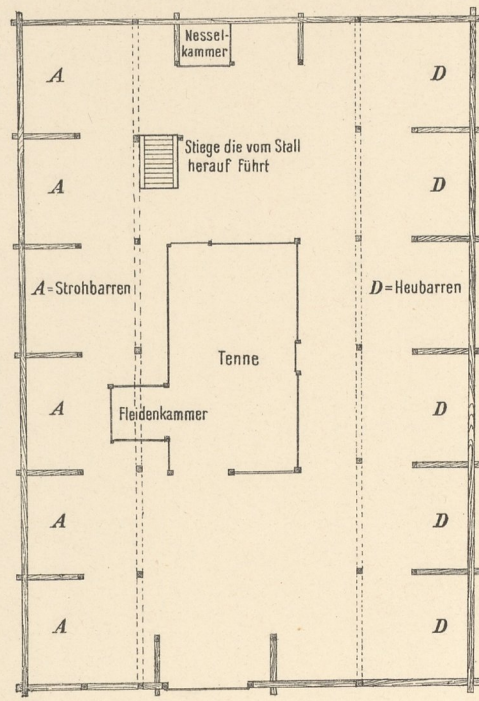 Nessel-
kammer
A
D
Stiege die vom Stall
herauf führt
A
D
A=Strohbarren
D=Heubarren
Tenne
A
Fleidenkammer
D
A
D
A
D